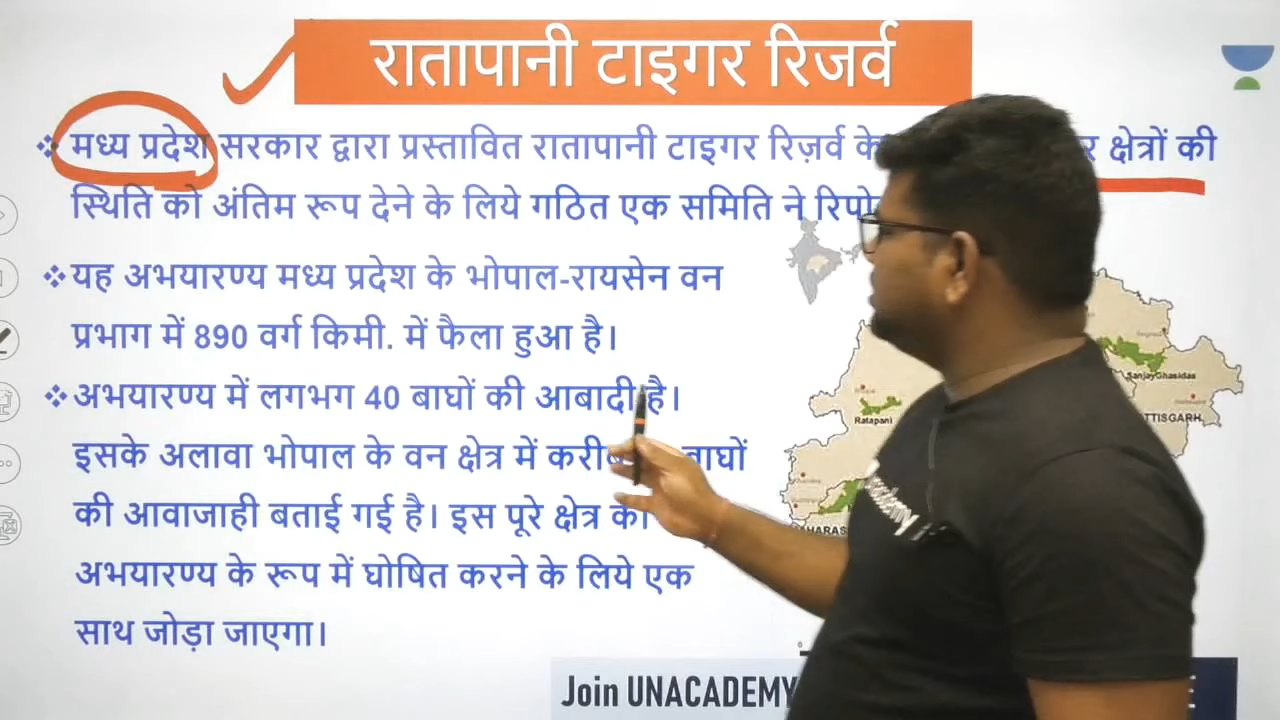 रातापानी टाइगर रिजर्व
❖ मध्य प्रदेश सरकार द्वारा प्रस्तावित रातापानी टाइगर रिज़र्व के क्षेत्रों की
स्थिति को अंतिम रूप देने के लिये गठित एक समिति ने
❖ यह अभयारण्य मध्य प्रदेश के भोपाल-रायसेन वन
प्रभाग में 890 वर्ग किमी. में फैला हुआ है।
❖ अभयारण्य में लगभग 40 बाघों की आबादी है।
इसके अलावा भोपाल के वन क्षेत्र में बाघों
की आवाजाही बताई गई है। इस पूरे क्षेत्र को
अभयारण्य के रूप में घोषित करने के लिये एक
साथ जोड़ा जाएगा।
Ratapani
SanjayGhasidas
Join UNACADEMY